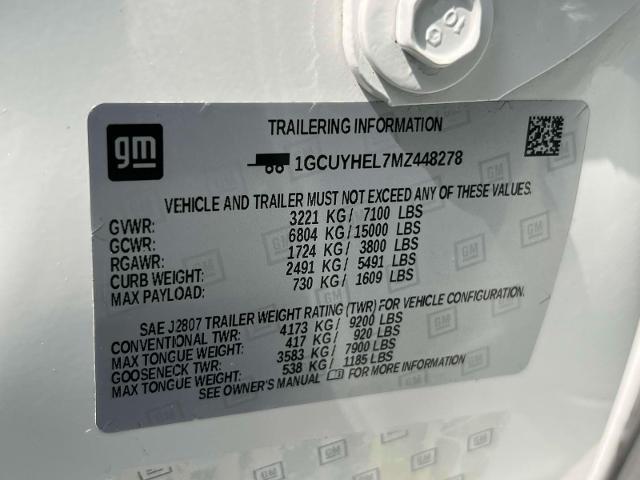 gm
TRAILERING INFORMATION
1GCUYHEL7MZ448278
VEHICLE AND TRAILER MUST NOT EXCEED ANY OF THESE VALUES.
GVWR: 3221 KG / 7100 LBS
GCWR: 6804 KG / 15000 LBS
RGAWR: 1724 KG / 3800 LBS
CURB WEIGHT: 2491 KG / 5491 LBS
MAX PAYLOAD: 730 KG / 1609 LBS
SAE J2807 TRAILER WEIGHT RATING (TWR) FOR VEHICLE CONFIGURATION.
CONVENTIONAL TWR: 4173 KG / 9200 LBS
MAX TONGUE WEIGHT: 417 KG / 920 LBS
GOOSENECK TWR: 3583 KG / 7900 LBS
MAX TONGUE WEIGHT: 538 KG / 1185 LBS
SEE OWNER'S MANUAL FOR MORE INFORMATION